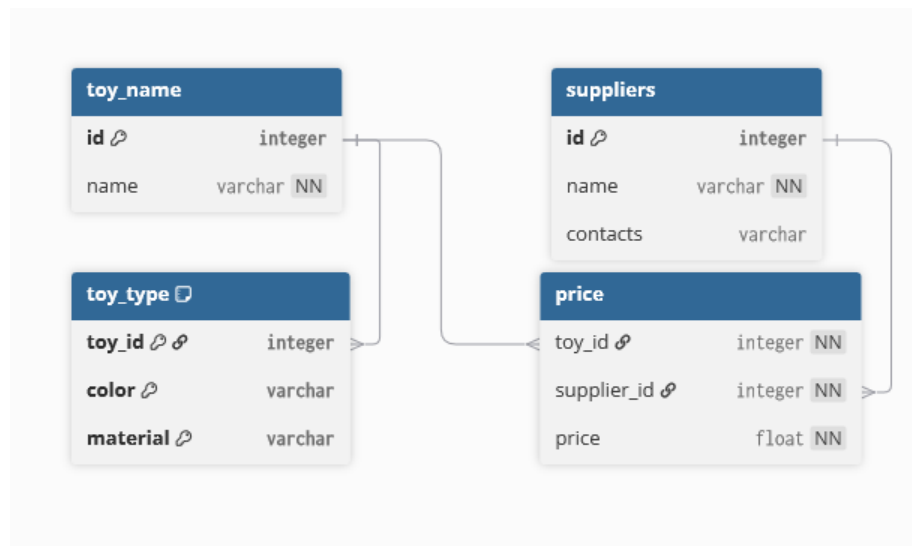 toy_name
id integer
name varchar NN
suppliers
id integer
name varchar NN
contacts varchar
toy_type
toy_id integer
color varchar
material varchar
price
toy_id integer NN
supplier_id integer NN
price float NN